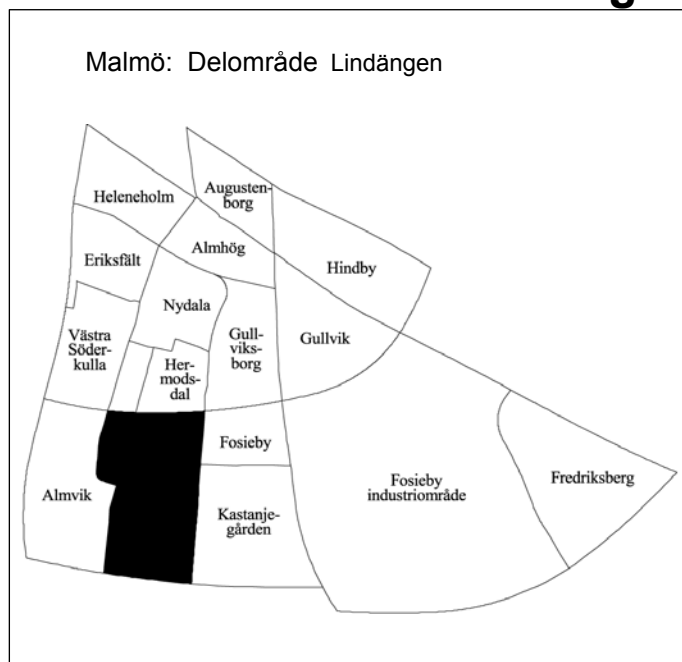 g
Malmö: Delområde Lindängen
Heleneholm
Augusten-
borg
Almhög
Hindby
Eriksfält
Nydala
Gullvik
Västra
Söder-
kulla
Gull-
viks-
borg
Her-
mods-
dal
Fosieby
Almvik
Kastanje-
gården
Fosieby
industriområde
Fredriksberg